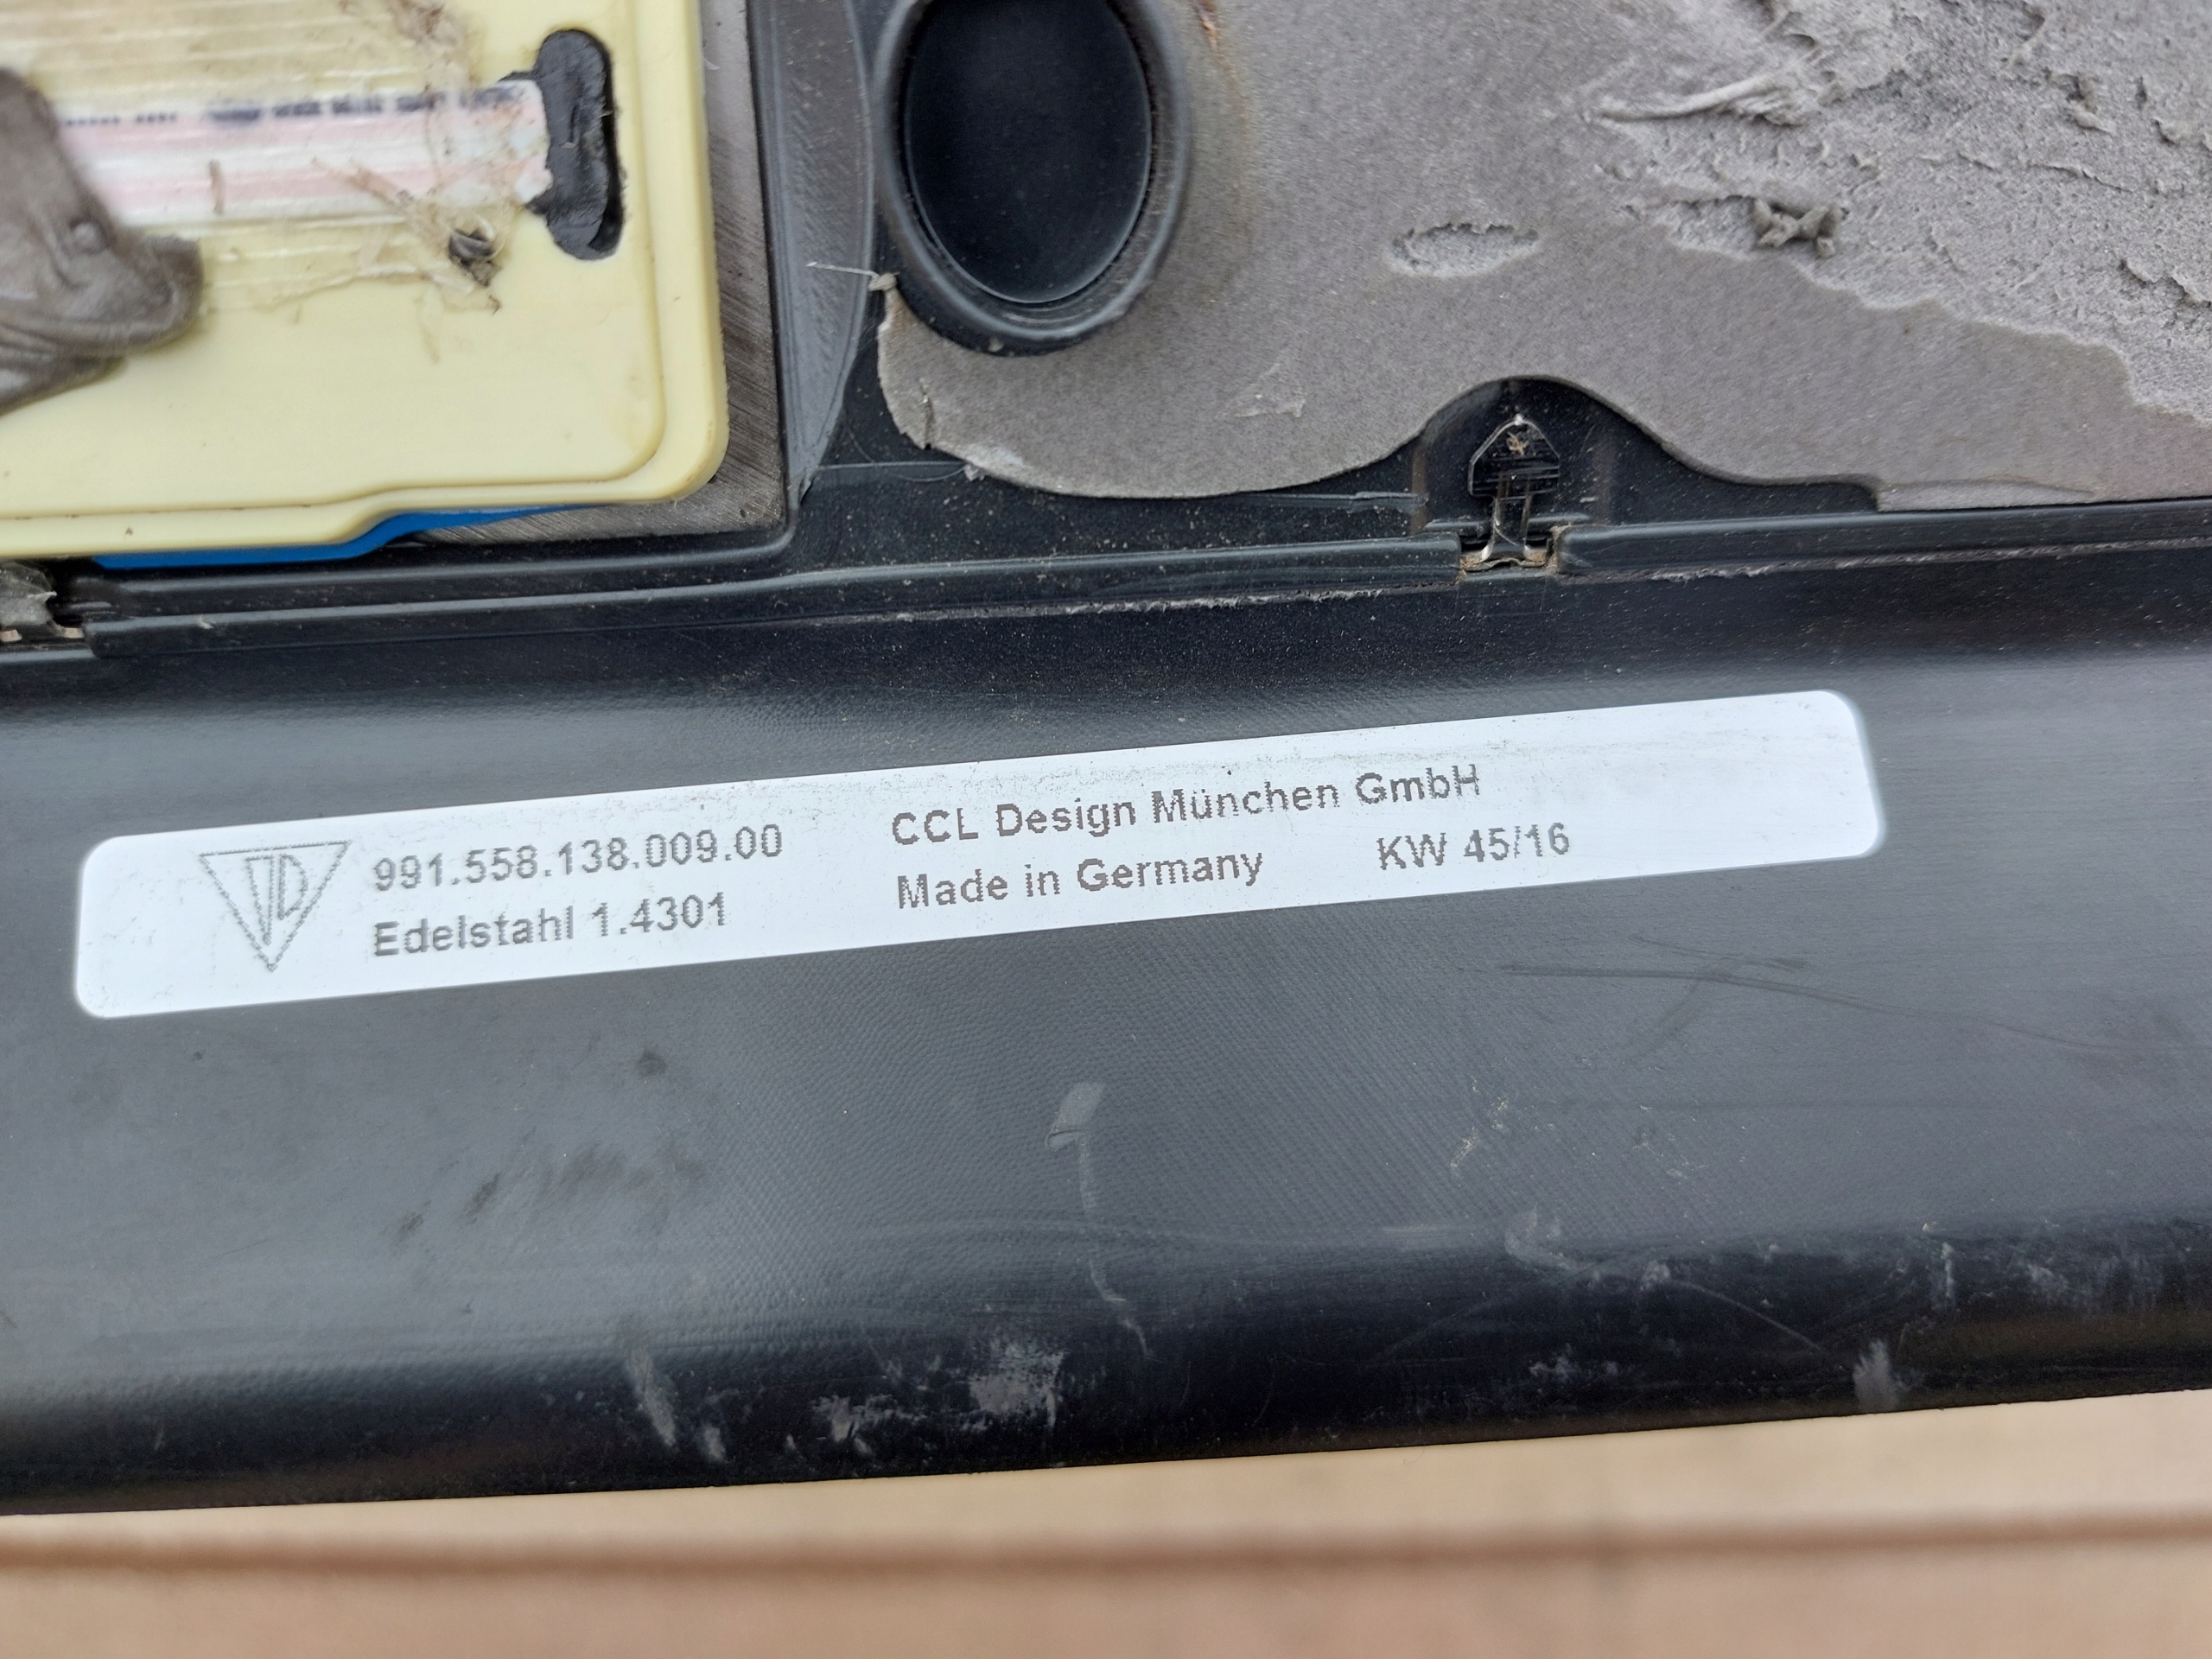 991.558.138.009.00
Edelstahl 1.4301
CCL Design München GmbH
Made in Germany KW 45/16